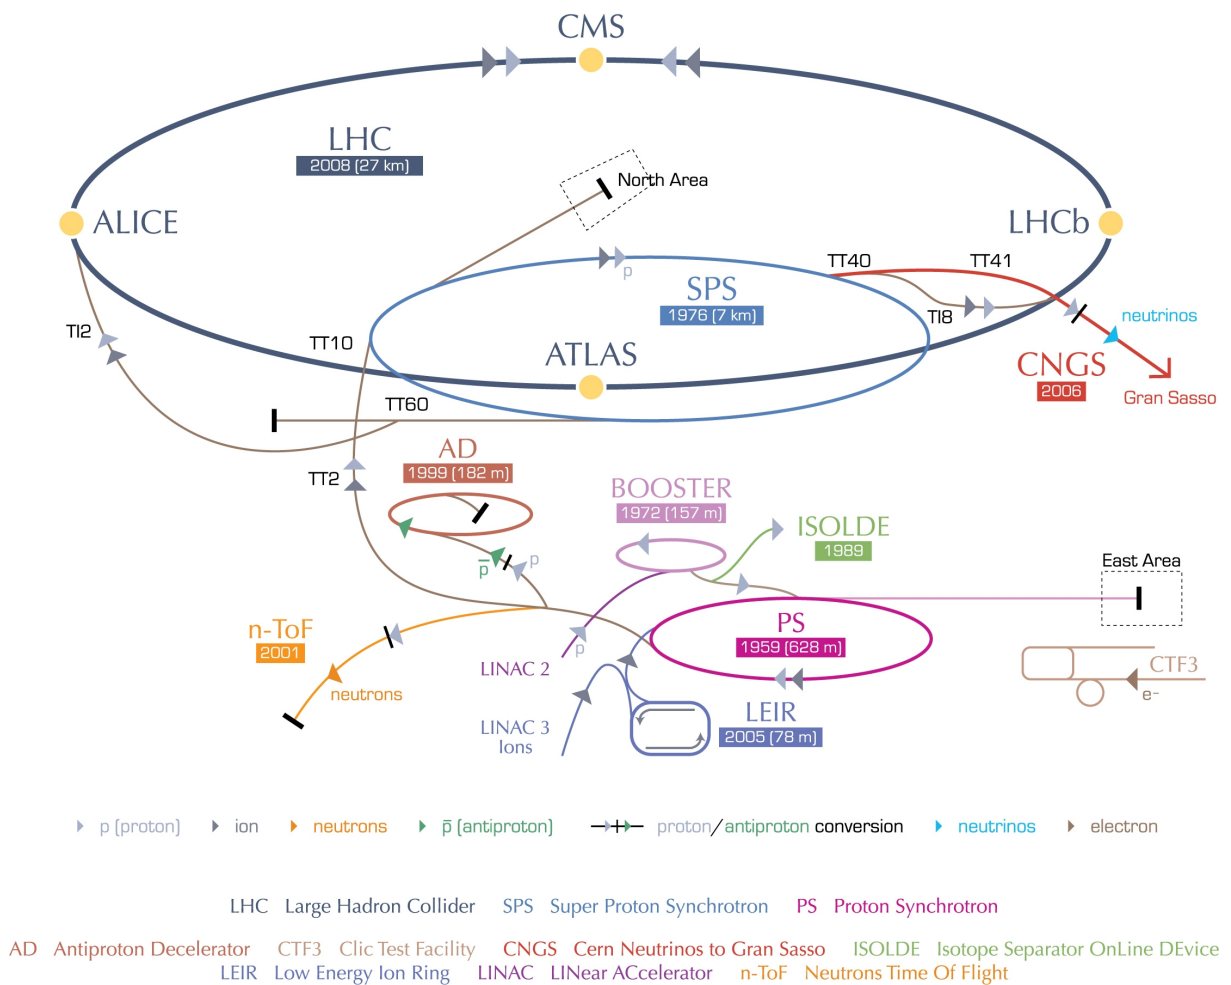 CMS
LHC
2008 (27 km)
North Area
ALICE
LHCb
p
TT40
TT41
SPS
1976 (7 km)
TI8
neutrinos
TI2
TT10
ATLAS
CNGS
2006
Gran Sasso
TT60
AD
1999 (182 m)
TT2
BOOSTER
1972 (157 m)
ISOLDE
1989
p̅
p
East Area
n-ToF
2001
PS
1959 (628 m)
p
LINAC 2
CTF3
e-
neutrons
LEIR
2005 (78 m)
LINAC 3
Ions
p (proton) ion neutrons p̅ (antiproton) proton/antiproton conversion neutrinos electron
LHC Large Hadron Collider SPS Super Proton Synchrotron PS Proton Synchrotron
AD Antiproton Decelerator CTF3 Clic Test Facility CNGS Cern Neutrinos to Gran Sasso ISOLDE Isotope Separator OnLine DEvice
LEIR Low Energy Ion Ring LINAC LINear ACcelerator n-ToF Neutrons Time Of Flight